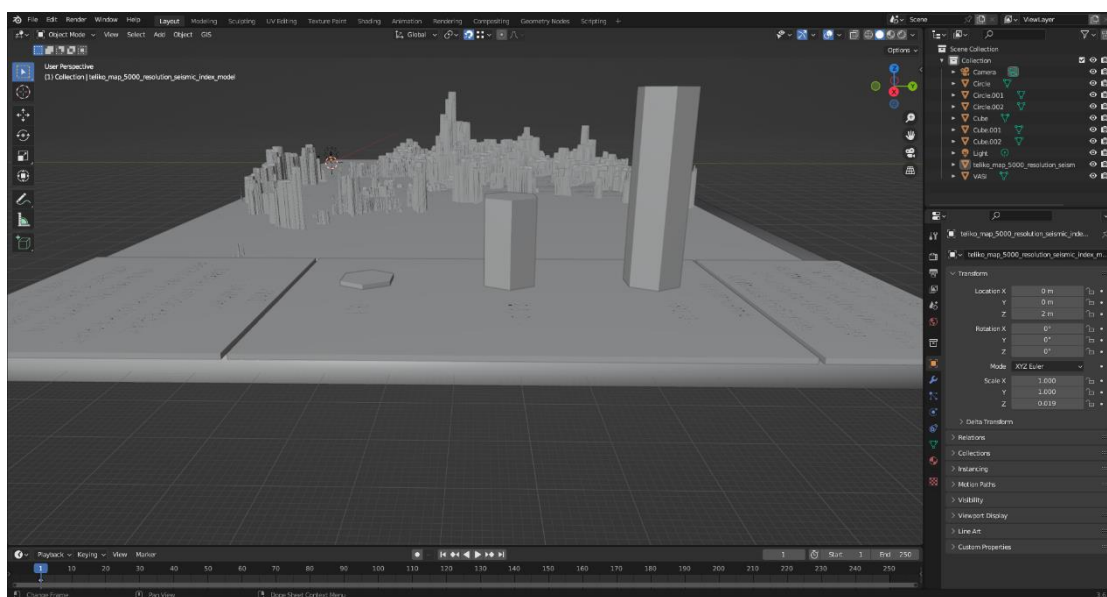 File Edit Render Window Help Layout Modeling Sculpting UV Editing Texture Paint Shading Animation Rendering Compositing Geometry Nodes Scripting + Scene ViewLayer
Object Mode View Select Add Object GIS Global
Options
User Perspective
(1) Collection | teliko_map_5000_resolution_seismic_index_model
Z
Y
X
Scene Collection
Collection
Camera
Circle
Circle.001
Circle.002
Cube
Cube.001
Cube.002
Light
teliko_map_5000_resolution_seism
VASI
teliko_map_5000_resolution_seismic_inde...
teliko_map_5000_resolution_seismic_index_m...
Transform
Location X 0 m
Y 0 m
Z 2 m
Rotation X 0°
Y 0°
Z 0°
Mode XYZ Euler
Scale X 1.000
Y 1.000
Z 0.019
Delta Transform
Relations
Collections
Instancing
Motion Paths
Visibility
Viewport Display
Line Art
Custom Properties
Playback Keying View Marker 1 Start 1 End 250
1 10 20 30 40 50 60 70 80 90 100 110 120 130 140 150 160 170 180 190 200 210 220 230 240 250
Change Frame Pan View Dope Sheet Context Menu